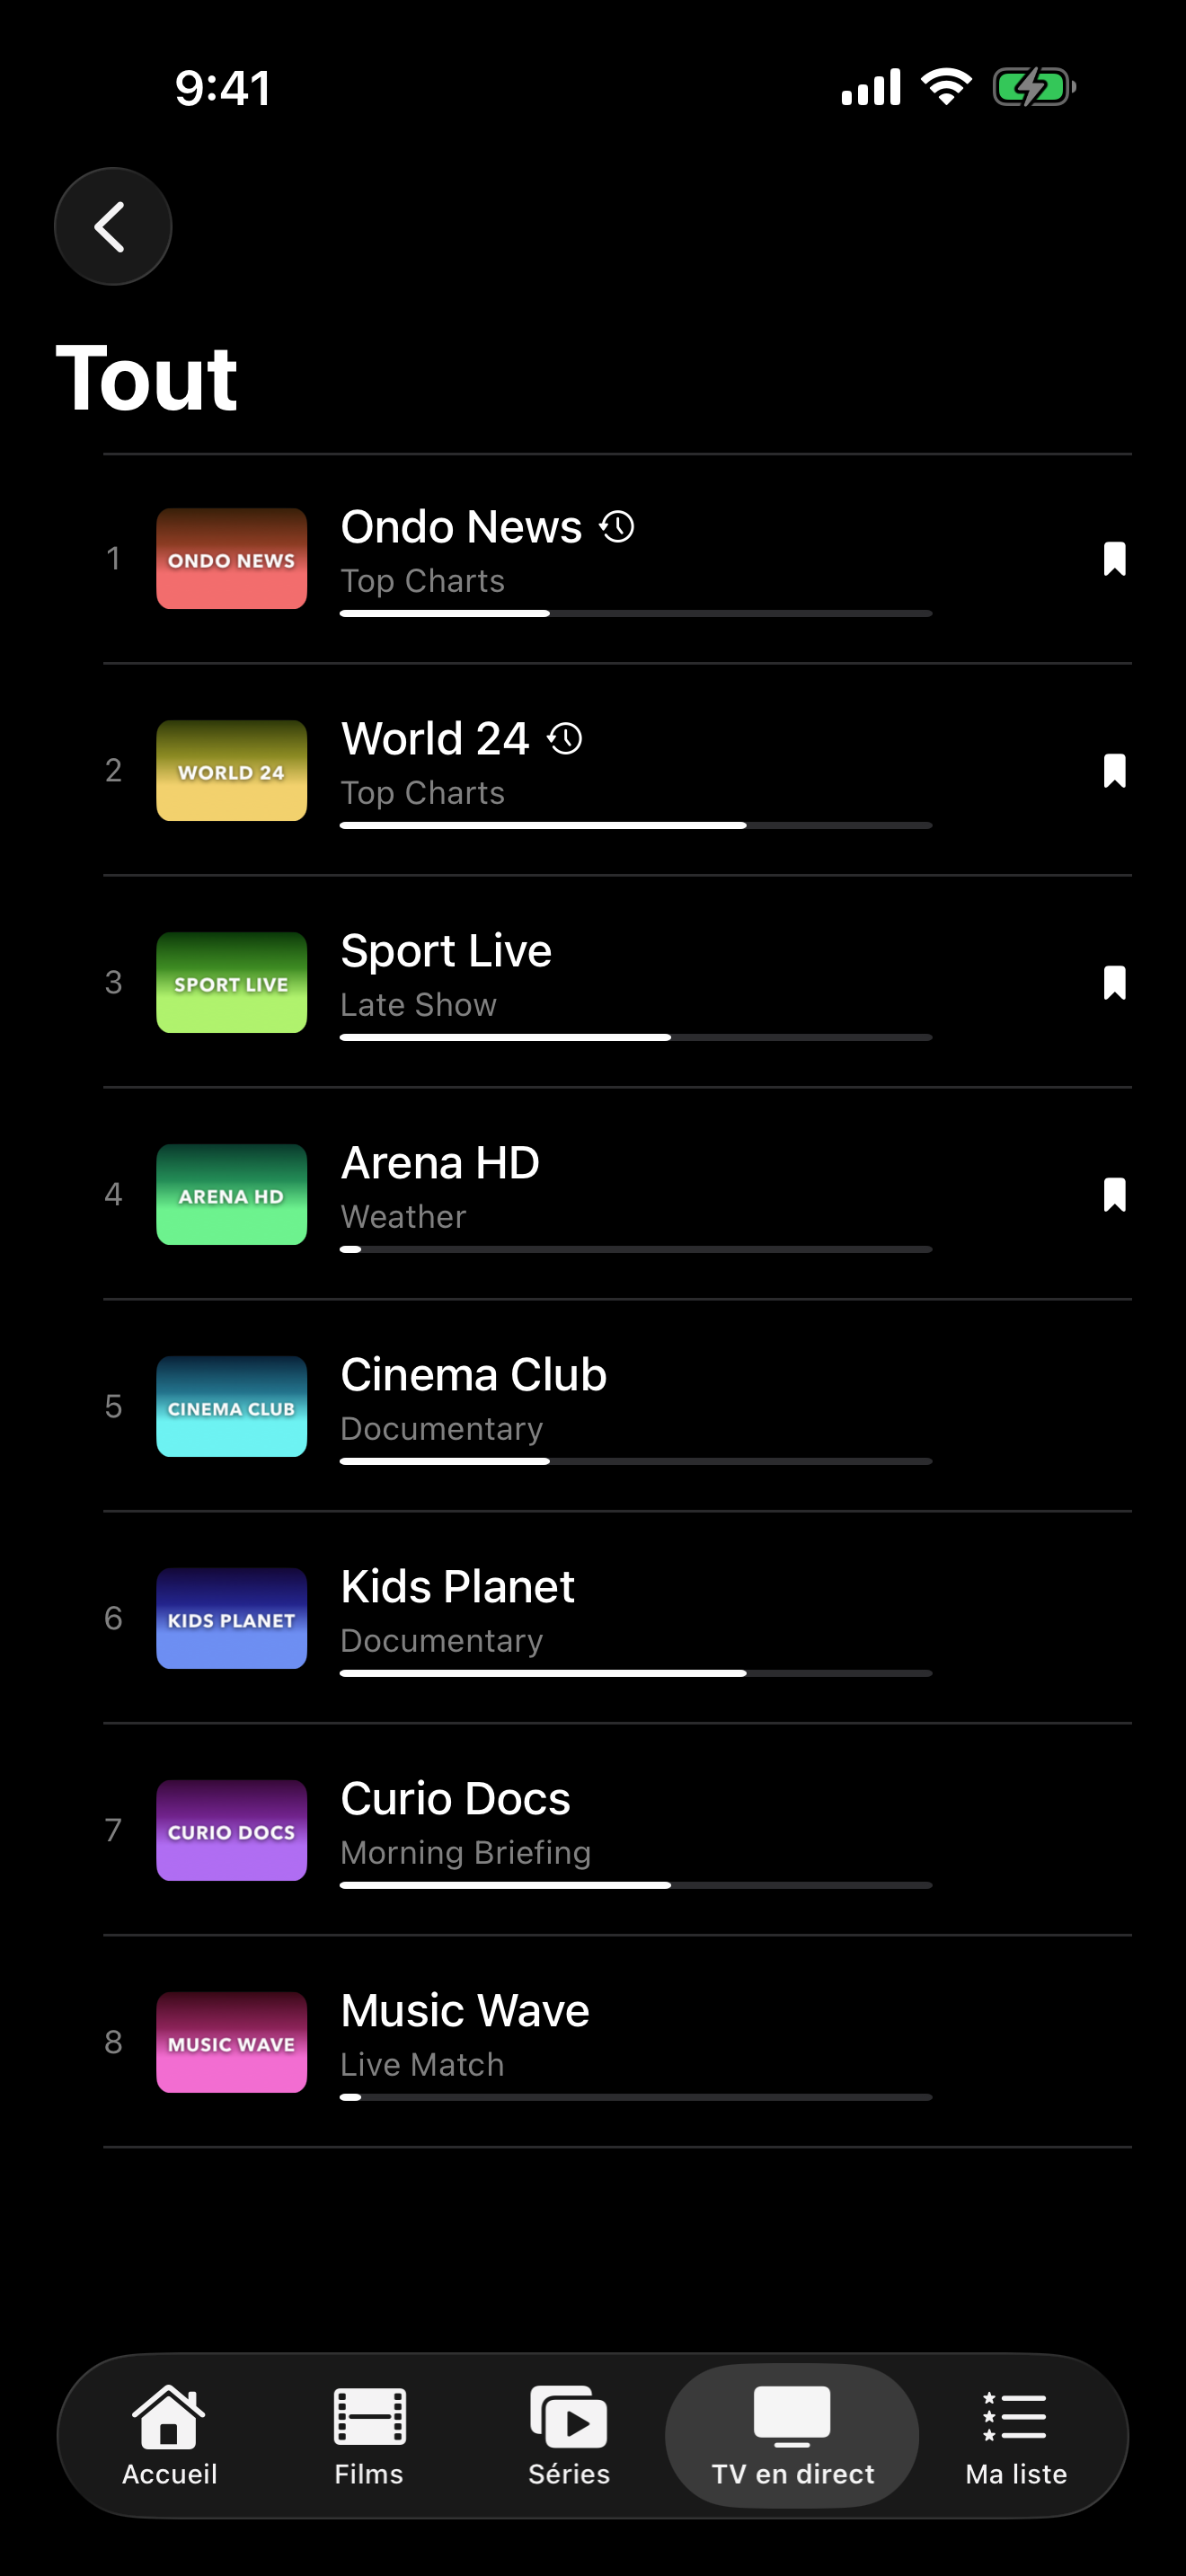 9:41
Tout
1
ONDO NEWS
Ondo News
Top Charts
2
WORLD 24
World 24
Top Charts
3
SPORT LIVE
Sport Live
Late Show
4
ARENA HD
Arena HD
Weather
5
CINEMA CLUB
Cinema Club
Documentary
6
KIDS PLANET
Kids Planet
Documentary
7
CURIO DOCS
Curio Docs
Morning Briefing
8
MUSIC WAVE
Music Wave
Live Match
Accueil
Films
Séries
TV en direct
Ma liste